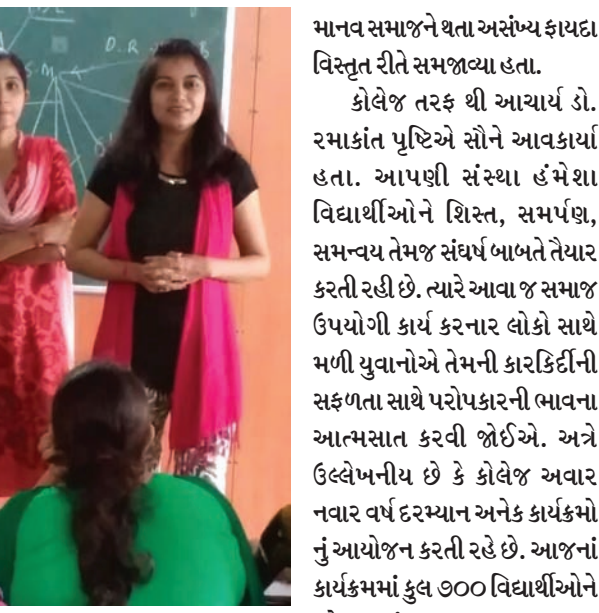 D. R.
B
S.M
માનવ સમાજને થતા અસંખ્ય ફાયદા
વિસ્તૃત રીતે સમજાવ્યા હતા.
કોલેજ તરફ થી આચાર્ય ડો.
રમાકાંત પૃષ્ટિએ સૌને આવકાર્યા
હતા. આપણી સંસ્થા હંમેશા
વિદ્યાર્થીઓને શિસ્ત, સમર્પણ,
સમન્વય તેમજ સંઘર્ષ બાબતે તૈયાર
કરતી રહી છે. ત્યારે આવા જ સમાજ
ઉપયોગી કાર્ય કરનાર લોકો સાથે
મળી યુવાનોએ તેમની કારકિર્દીની
સફળતા સાથે પરોપકારની ભાવના
આત્મસાત કરવી જોઈએ. અત્રે
ઉલ્લેખનીય છે કે કોલેજ અવાર
નવાર વર્ષ દરમ્યાન અનેક કાર્યક્રમો
નું આયોજન કરતી રહે છે. આજનાં
કાર્યક્રમમાં કુલ ૭૦૦ વિદ્યાર્થીઓને